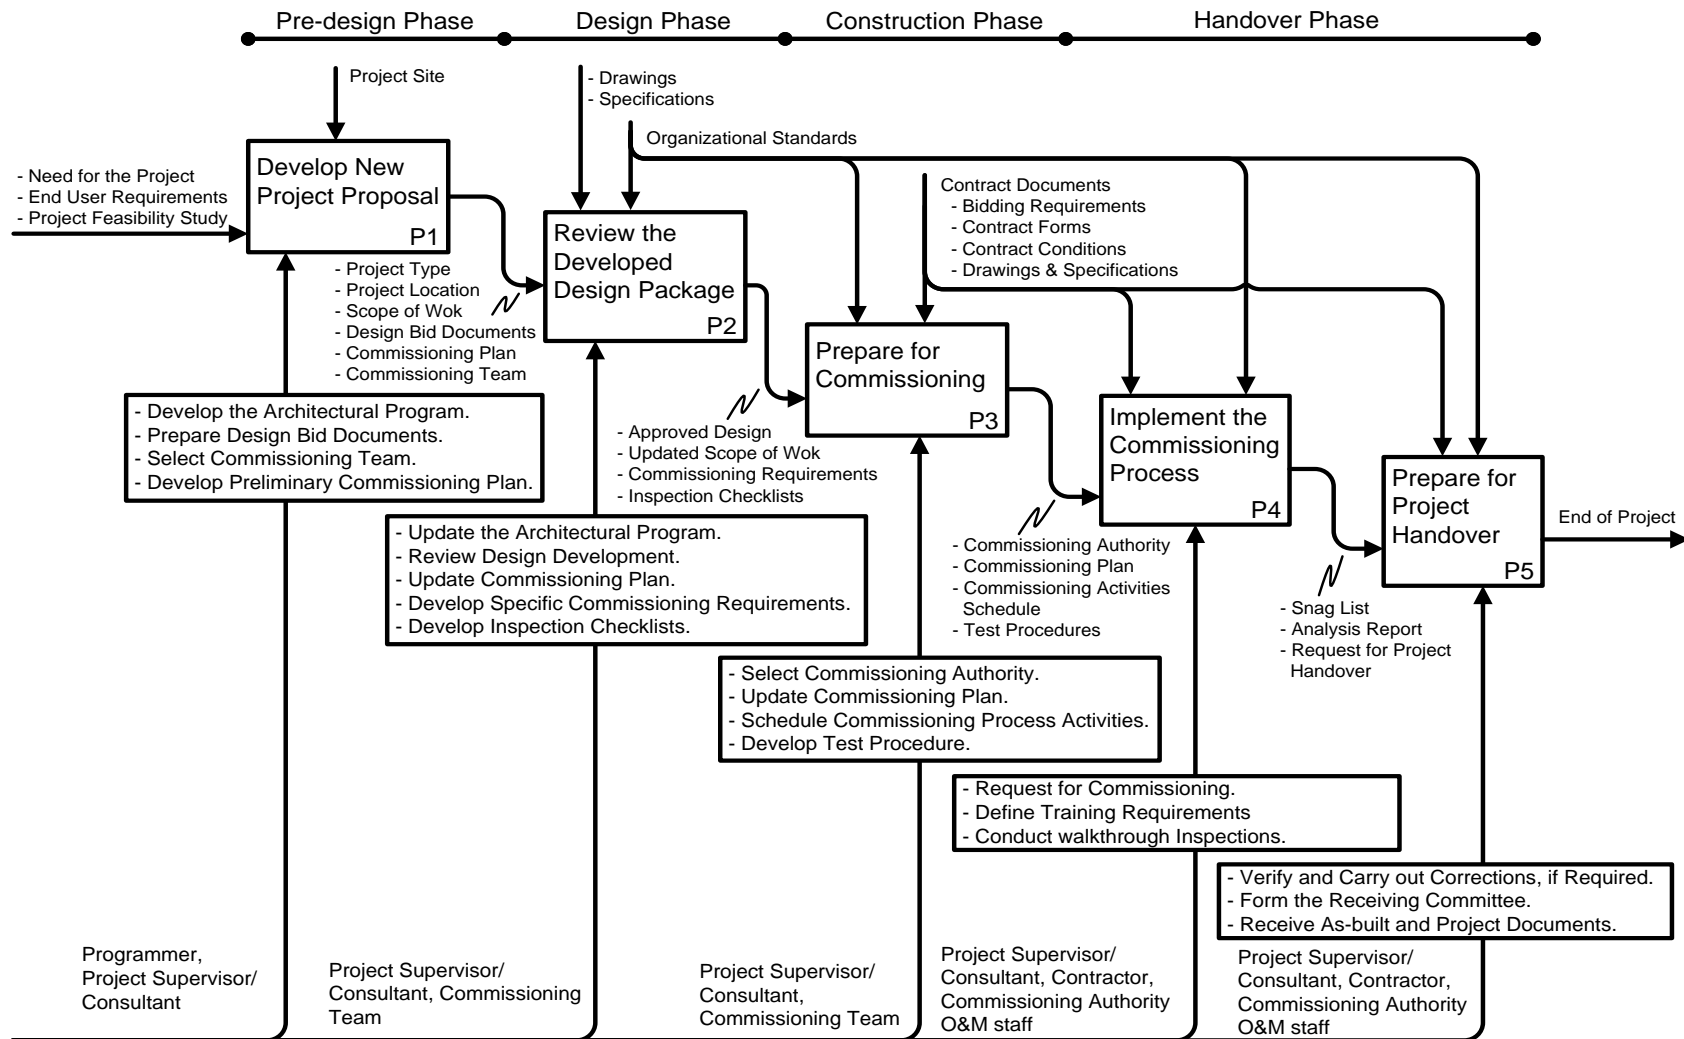 Pre-design Phase
Design Phase
Construction Phase
Handover Phase
Project Site
- Drawings
- Specifications
Organizational Standards
- Need for the Project
- End User Requirements
- Project Feasibility Study
Develop New
Project Proposal
P1
Contract Documents
- Bidding Requirements
- Contract Forms
- Contract Conditions
- Drawings & Specifications
Review the
Developed
Design Package
P2
- Project Type
- Project Location
- Scope of Wok
- Design Bid Documents
- Commissioning Plan
- Commissioning Team
Prepare for
Commissioning
P3
- Develop the Architectural Program.
- Prepare Design Bid Documents.
- Select Commissioning Team.
- Develop Preliminary Commissioning Plan.
- Approved Design
- Updated Scope of Wok
- Commissioning Requirements
- Inspection Checklists
Implement the
Commissioning
Process
P4
Prepare for
Project
Handover
P5
End of Project
- Update the Architectural Program.
- Review Design Development.
- Update Commissioning Plan.
- Develop Specific Commissioning Requirements.
- Develop Inspection Checklists.
- Commissioning Authority
- Commissioning Plan
- Commissioning Activities
Schedule
- Test Procedures
- Snag List
- Analysis Report
- Request for Project
Handover
- Select Commissioning Authority.
- Update Commissioning Plan.
- Schedule Commissioning Process Activities.
- Develop Test Procedure.
- Request for Commissioning.
- Define Training Requirements
- Conduct walkthrough Inspections.
- Verify and Carry out Corrections, if Required.
- Form the Receiving Committee.
- Receive As-built and Project Documents.
Programmer,
Project Supervisor/
Consultant
Project Supervisor/
Consultant, Commissioning
Team
Project Supervisor/
Consultant,
Commissioning Team
Project Supervisor/
Consultant, Contractor,
Commissioning Authority
O&M staff
Project Supervisor/
Consultant, Contractor,
Commissioning Authority
O&M staff